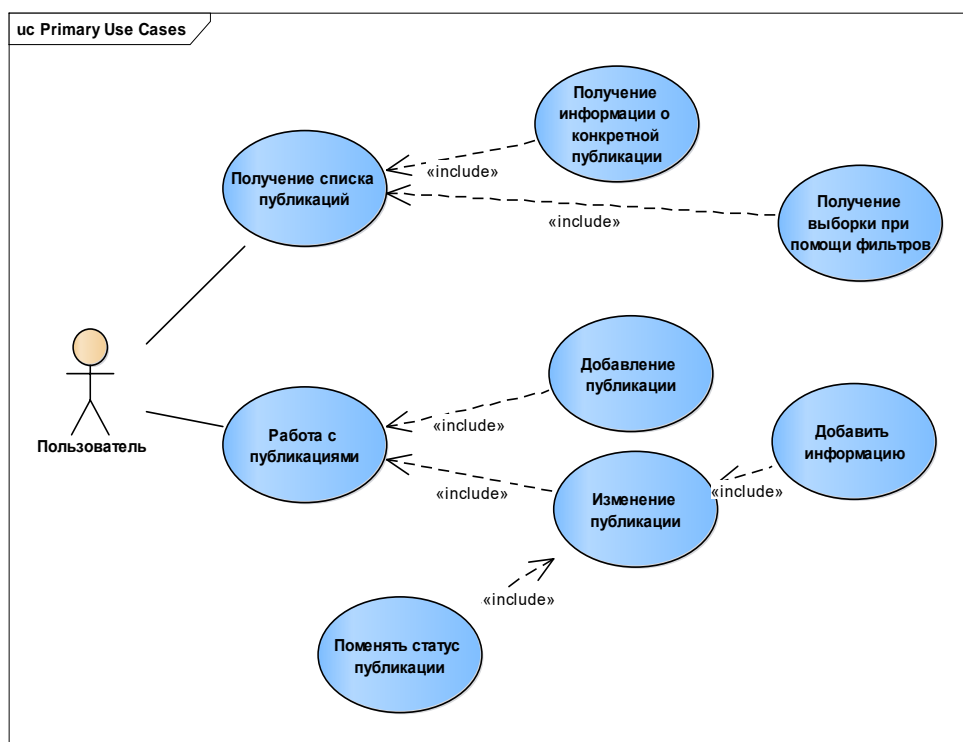 uc Primary Use Cases
Получение
информации о
конкретной
публикации
Получение списка
публикаций
«include»
Получение
выборки при
помощи фильтров
«include»
Добавление
публикации
Пользователь
Работа с
публикациями
«include»
Добавить
информацию
«include»
Изменение
публикации
«include»
«include»
Поменять статус
публикации